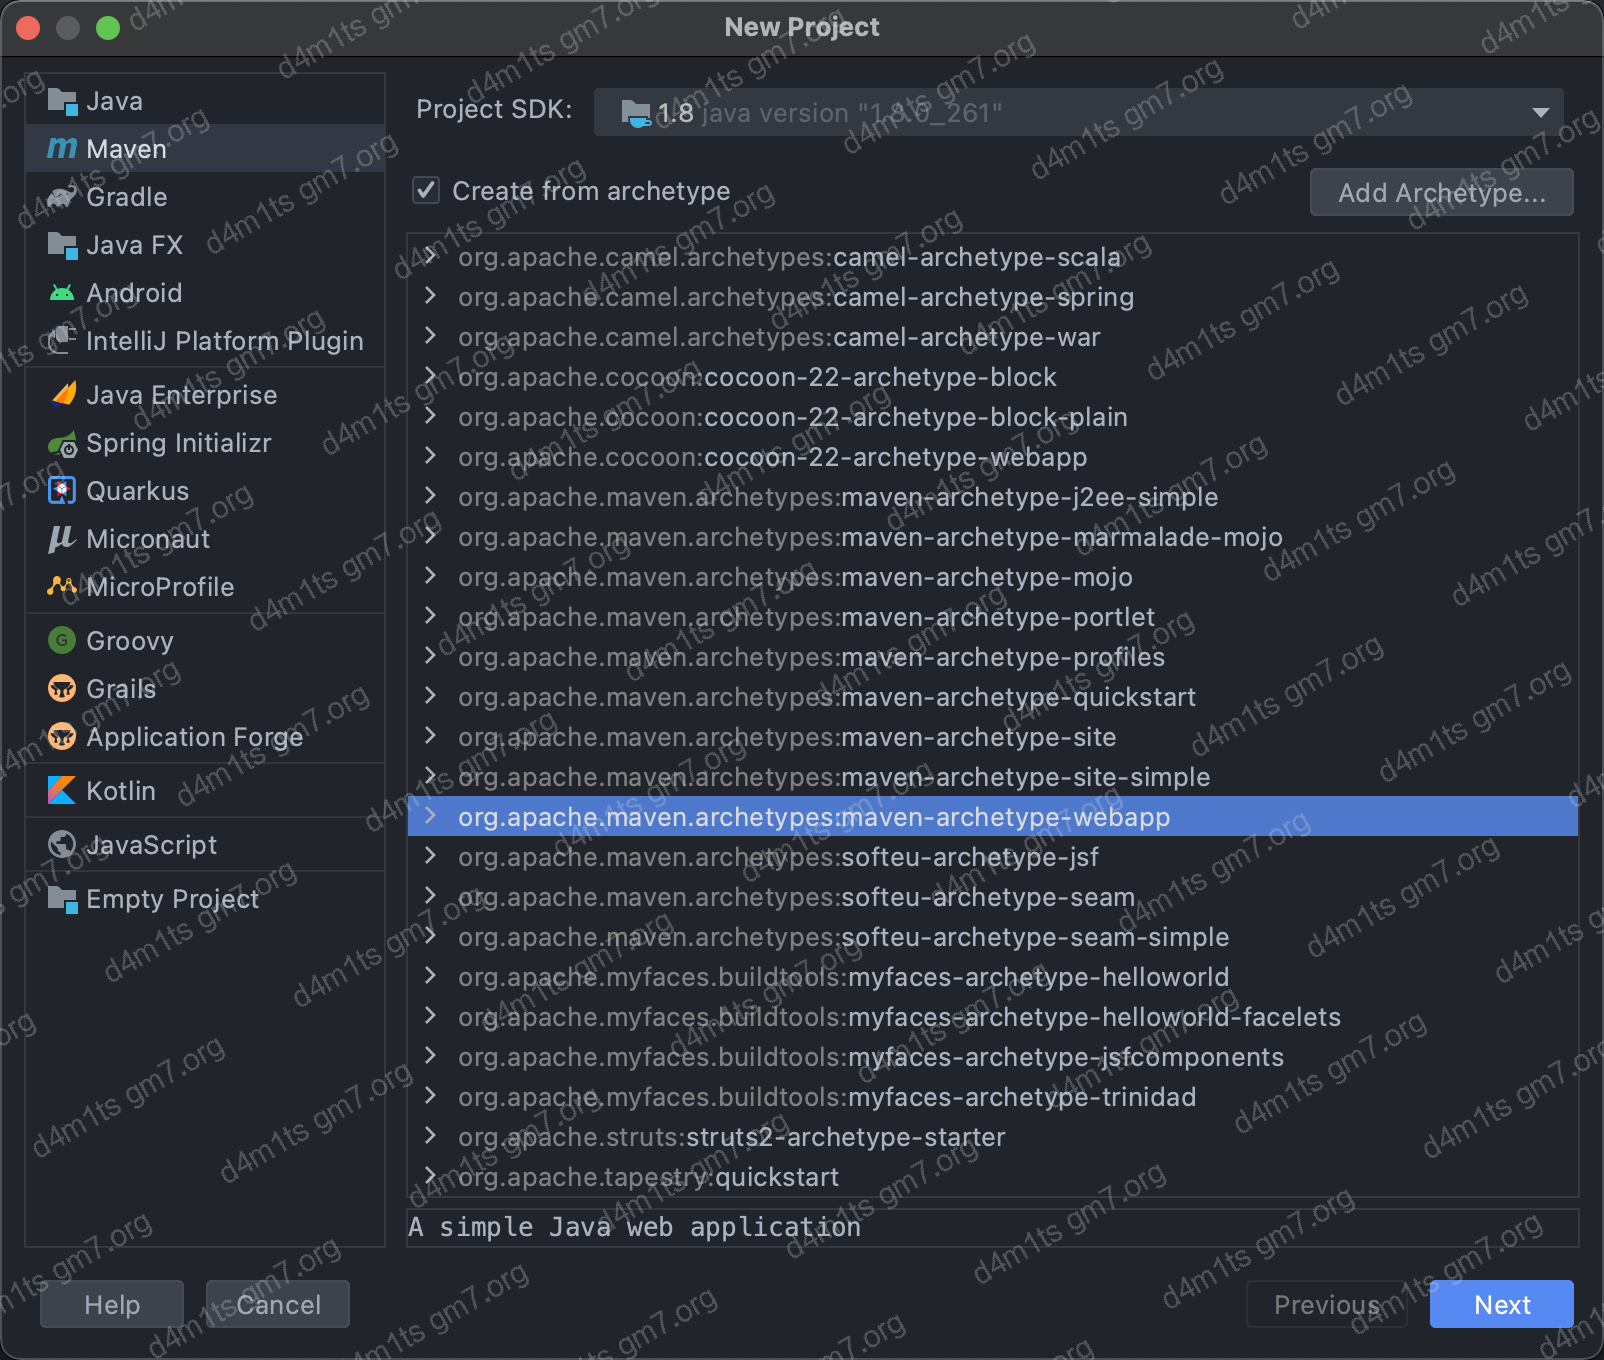 New Project
Java
Maven
Gradle
Java FX
Android
IntelliJ Platform Plugin
Java Enterprise
Spring Initializr
Quarkus
Micronaut
MicroProfile
Groovy
Grails
Application Forge
Kotlin
JavaScript
Empty Project
Project SDK: 1.8 java version "1.8.0_261"
Create from archetype
Add Archetype...
org.apache.camel.archetypes:camel-archetype-scala
org.apache.camel.archetypes:camel-archetype-spring
org.apache.camel.archetypes:camel-archetype-war
org.apache.cocoon:cocoon-22-archetype-block
org.apache.cocoon:cocoon-22-archetype-block-plain
org.apache.cocoon:cocoon-22-archetype-webapp
org.apache.maven.archetypes:maven-archetype-j2ee-simple
org.apache.maven.archetypes:maven-archetype-marmalade-mojo
org.apache.maven.archetypes:maven-archetype-mojo
org.apache.maven.archetypes:maven-archetype-portlet
org.apache.maven.archetypes:maven-archetype-profiles
org.apache.maven.archetypes:maven-archetype-quickstart
org.apache.maven.archetypes:maven-archetype-site
org.apache.maven.archetypes:maven-archetype-site-simple
org.apache.maven.archetypes:maven-archetype-webapp
org.apache.maven.archetypes:softeu-archetype-jsf
org.apache.maven.archetypes:softeu-archetype-seam
org.apache.maven.archetypes:softeu-archetype-seam-simple
org.apache.myfaces.buildtools:myfaces-archetype-helloworld
org.apache.myfaces.buildtools:myfaces-archetype-helloworld-facelets
org.apache.myfaces.buildtools:myfaces-archetype-jsfcomponents
org.apache.myfaces.buildtools:myfaces-archetype-trinidad
org.apache.struts:struts2-archetype-starter
org.apache.tapestry:quickstart
A simple Java web application
Help
Cancel
Previous
Next
d4m1ts gm7.org